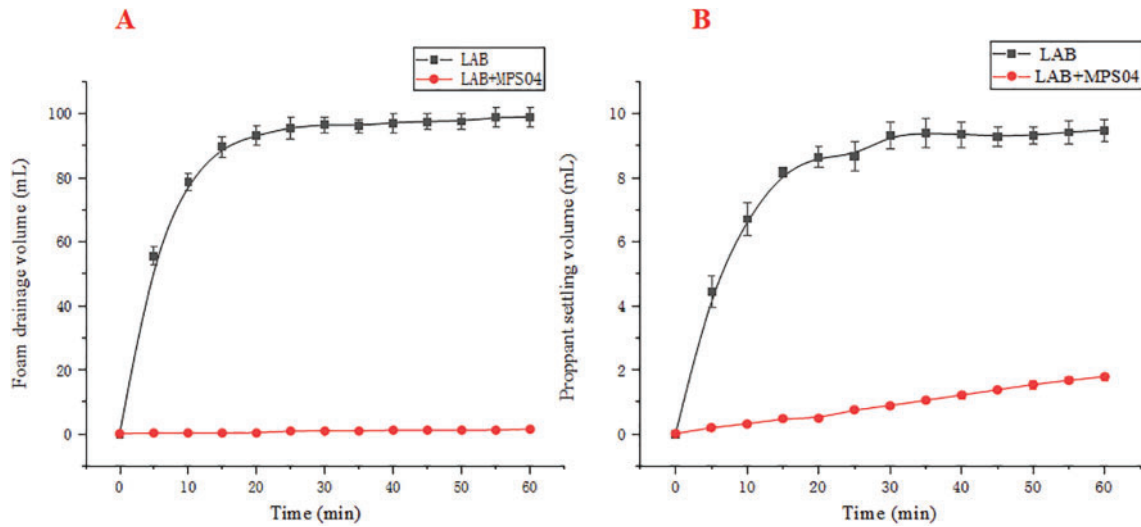 A
LAB
LAB+MPS04
Foam drainage volume (mL)
100
80
60
40
20
0
0 10 20 30 40 50 60
Time (min)
B
LAB
LAB+MPS04
Proppant settling volume (mL)
10
8
6
4
2
0
0 10 20 30 40 50 60
Time (min)